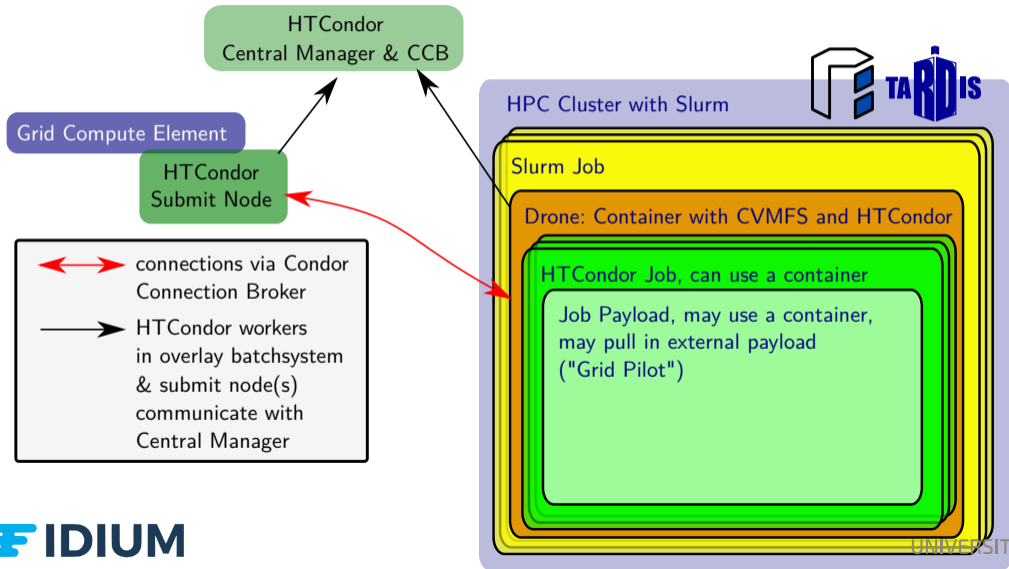 HTCondor
Central Manager & CCB
Grid Compute Element
HTCondor
Submit Node
connections via Condor
Connection Broker
HTCondor workers
in overlay batchsystem
& submit node(s)
communicate with
Central Manager
HPC Cluster with Slurm
TARDIS
Slurm Job
Drone: Container with CVMFS and HTCondor
HTCondor Job, can use a container
Job Payload, may use a container,
may pull in external payload
("Grid Pilot")
IDIUM
UNIVERSIT